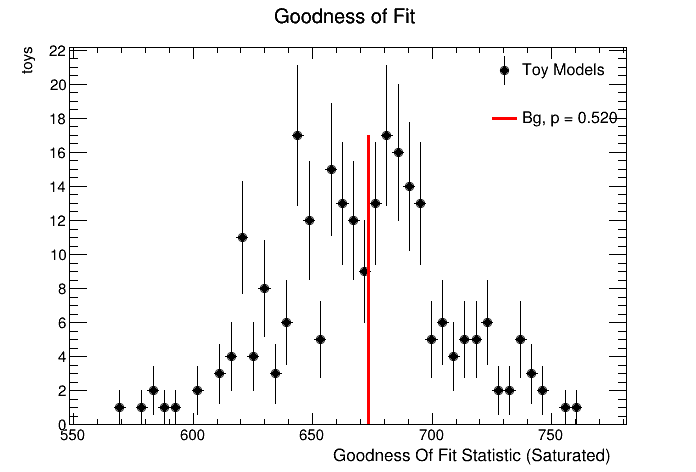 Goodness of Fit
toys
22
20
18
16
14
12
10
8
6
4
2
0
Toy Models
Bg, p = 0.520
550 600 650 700 750
Goodness Of Fit Statistic (Saturated)